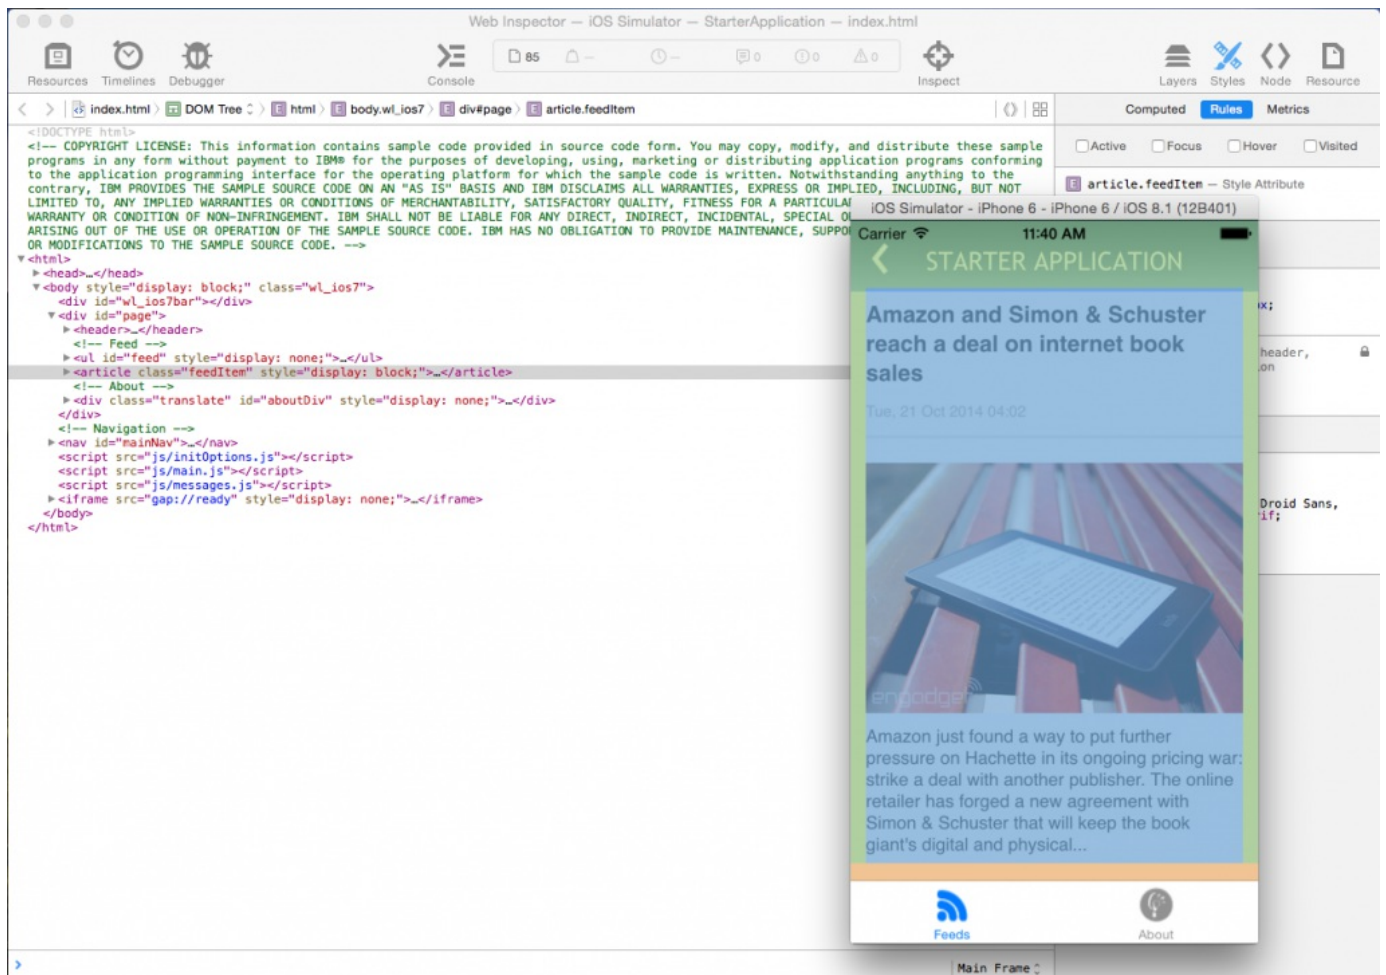 Web Inspector — iOS Simulator — StarterApplication — index.html
Resources Timelines Debugger Console 85 — — 0 0 0 Inspect Layers Styles Node Resource
index.html DOM Tree E html E body.wl_ios7 E div#page E article.feedItem
Computed Rules Metrics
Active Focus Hover Visited
E article.feedItem — Style Attribute
<!DOCTYPE html>
<!-- COPYRIGHT LICENSE: This information contains sample code provided in source code form. You may copy, modify, and distribute these sample
programs in any form without payment to IBM® for the purposes of developing, using, marketing or distributing application programs conforming
to the application programming interface for the operating platform for which the sample code is written. Notwithstanding anything to the
contrary, IBM PROVIDES THE SAMPLE SOURCE CODE ON AN "AS IS" BASIS AND IBM DISCLAIMS ALL WARRANTIES, EXPRESS OR IMPLIED, INCLUDING, BUT NOT
LIMITED TO, ANY IMPLIED WARRANTIES OR CONDITIONS OF MERCHANTABILITY, SATISFACTORY QUALITY, FITNESS FOR A PARTICULA
WARRANTY OR CONDITION OF NON-INFRINGEMENT. IBM SHALL NOT BE LIABLE FOR ANY DIRECT, INDIRECT, INCIDENTAL, SPECIAL O
ARISING OUT OF THE USE OR OPERATION OF THE SAMPLE SOURCE CODE. IBM HAS NO OBLIGATION TO PROVIDE MAINTENANCE, SUPPO
OR MODIFICATIONS TO THE SAMPLE SOURCE CODE. -->
<html>
<head>…</head>
<body style="display: block;" class="wl_ios7">
<div id="wl_ios7bar"></div>
<div id="page">
<header>…</header>
<!-- Feed -->
<ul id="feed" style="display: none;">…</ul>
<article class="feedItem" style="display: block;">…</article>
<!-- About -->
<div class="translate" id="aboutDiv" style="display: none;">…</div>
</div>
<!-- Navigation -->
<nav id="mainNav">…</nav>
<script src="js/initOptions.js"></script>
<script src="js/main.js"></script>
<script src="js/messages.js"></script>
<iframe src="gap://ready" style="display: none;">…</iframe>
</body>
</html>
iOS Simulator - iPhone 6 - iPhone 6 / iOS 8.1 (12B401)
Carrier 11:40 AM
STARTER APPLICATION
Amazon and Simon & Schuster
reach a deal on internet book
sales
Tue, 21 Oct 2014 04:02
engadget
Amazon just found a way to put further
pressure on Hachette in its ongoing pricing war:
strike a deal with another publisher. The online
retailer has forged a new agreement with
Simon & Schuster that will keep the book
giant's digital and physical...
Feeds About
ox;
header,
on
Droid Sans,
if;
Main Frame